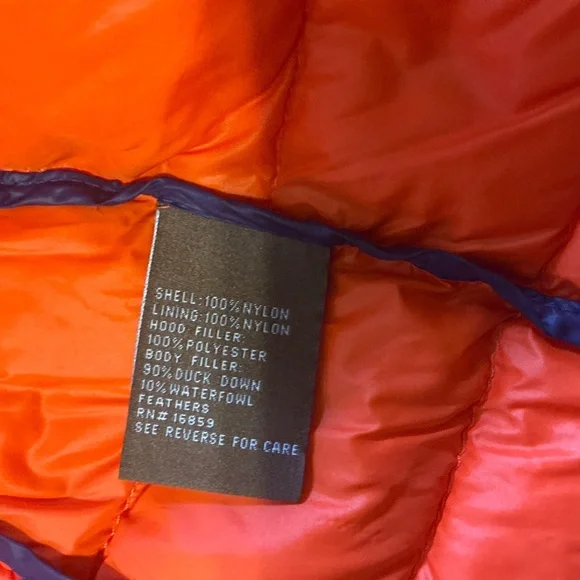 SHELL:100%NYLON
LINING:100%NYLON
HOOD FILLER:
100%POLYESTER
BODY FILLER:
90%DUCK DOWN
10%WATERFOWL
FEATHERS
RN# 16859
SEE REVERSE FOR CARE